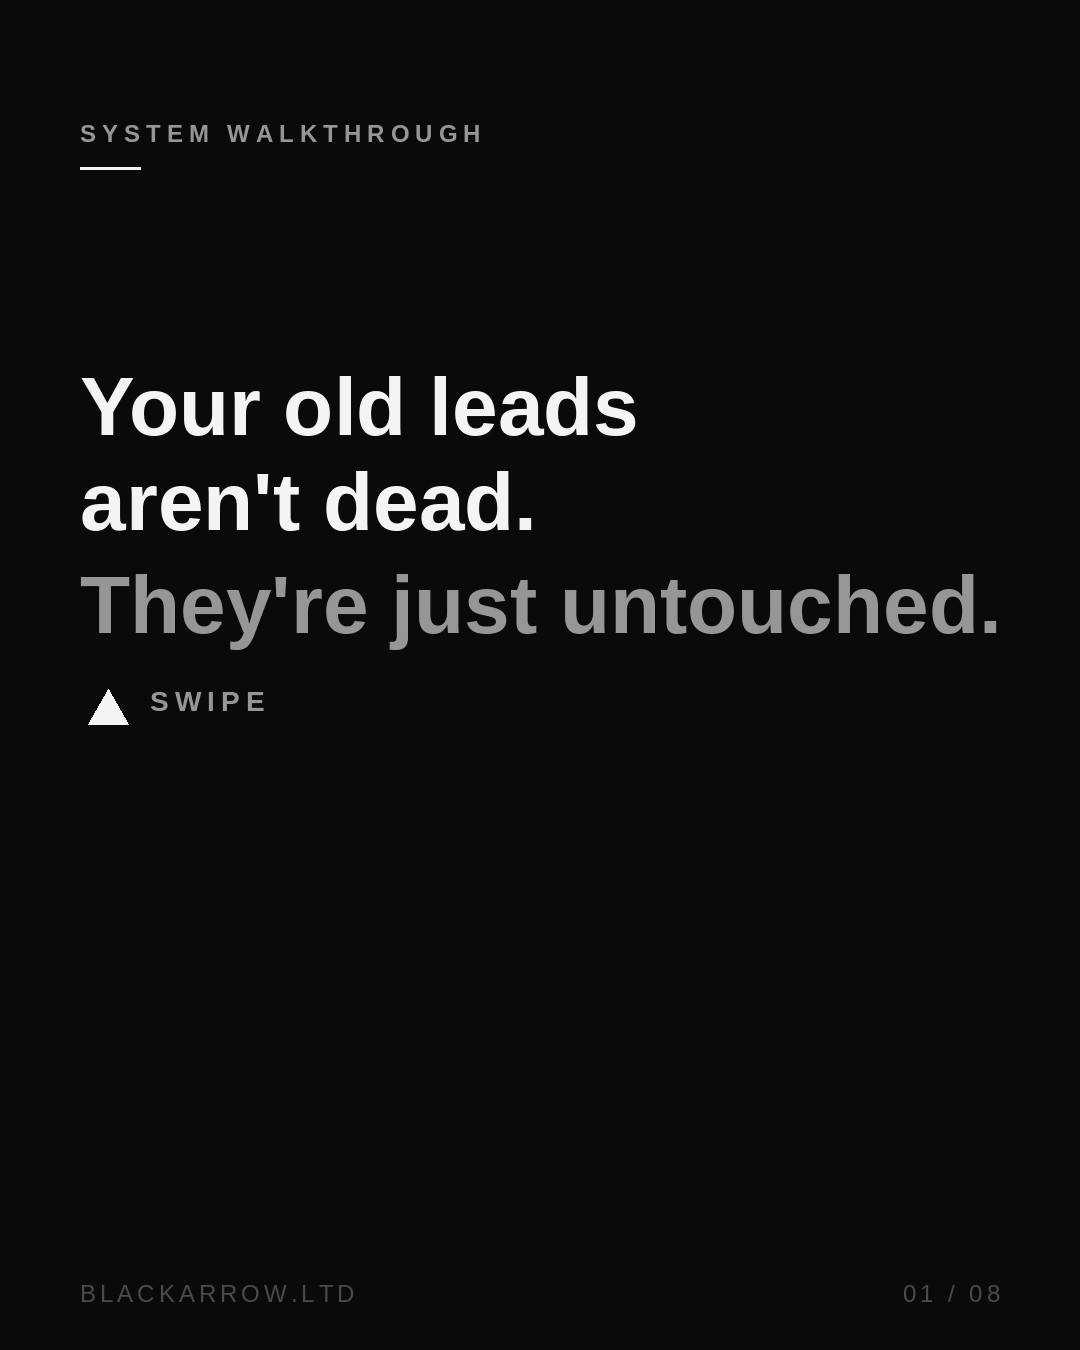 SYSTEM WALKTHROUGH
Your old leads
aren't dead.
They're just untouched.
SWIPE
BLACKARROW.LTD
01 / 08